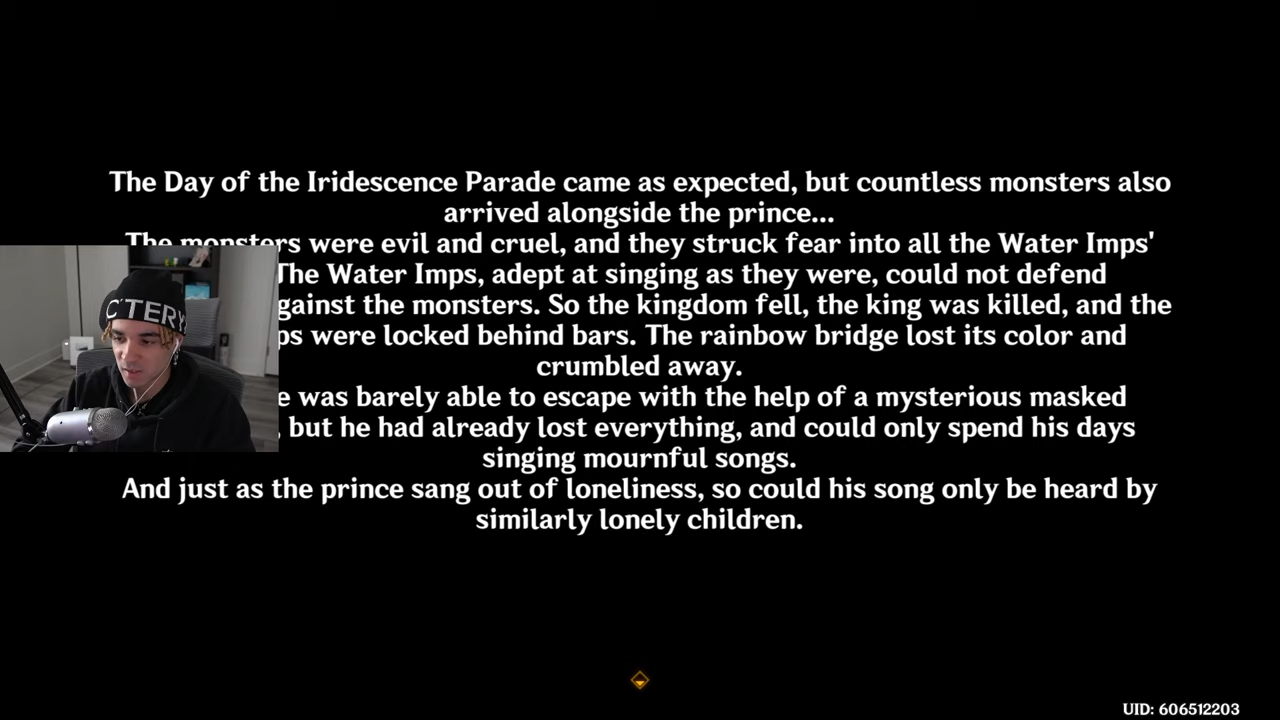 The Day of the Iridescence Parade came as expected, but countless monsters also
arrived alongside the prince...
The monsters were evil and cruel, and they struck fear into all the Water Imps'
The Water Imps, adept at singing as they were, could not defend
against the monsters. So the kingdom fell, the king was killed, and the
were locked behind bars. The rainbow bridge lost its color and
crumbled away.
was barely able to escape with the help of a mysterious masked
, but he had already lost everything, and could only spend his days
singing mournful songs.
And just as the prince sang out of loneliness, so could his song only be heard by
similarly lonely children.
C'TERY
UID: 606512203